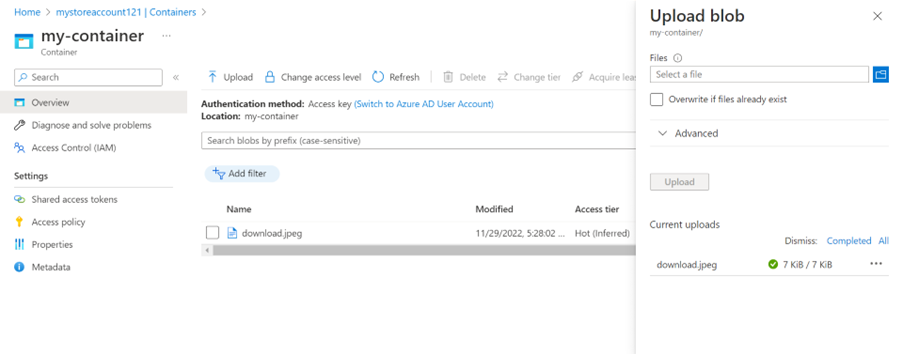 Home > mystoreaccount121 | Containers >
my-container ...
Container
Search
«
Overview
Diagnose and solve problems
Access Control (IAM)
Settings
Shared access tokens
Access policy
Properties
Metadata
Upload Change access level Refresh Delete Change tier Acquire leas
Authentication method: Access key (Switch to Azure AD User Account)
Location: my-container
Search blobs by prefix (case-sensitive)
Add filter
Name Modified Access tier
download.jpeg 11/29/2022, 5:28:02 ... Hot (Inferred)
Upload blob
my-container/
Files
Select a file
Overwrite if files already exist
Advanced
Upload
Current uploads
Dismiss: Completed All
download.jpeg 7 KiB / 7 KiB ...